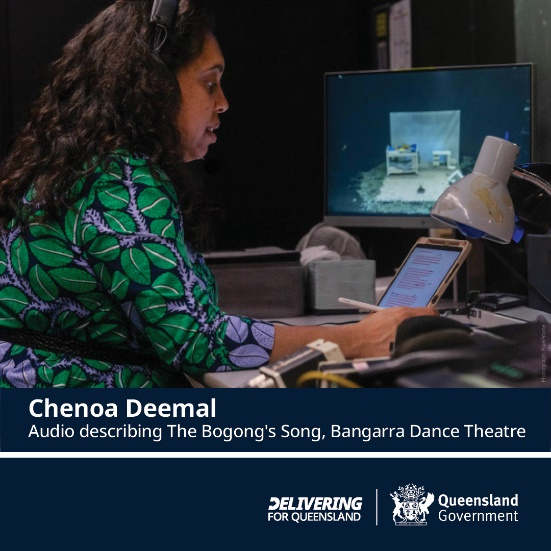 Chenoa Deemal
Audio describing The Bogong's Song, Bangarra Dance Theatre
DELIVERING
FOR QUEENSLAND
Queensland
Government